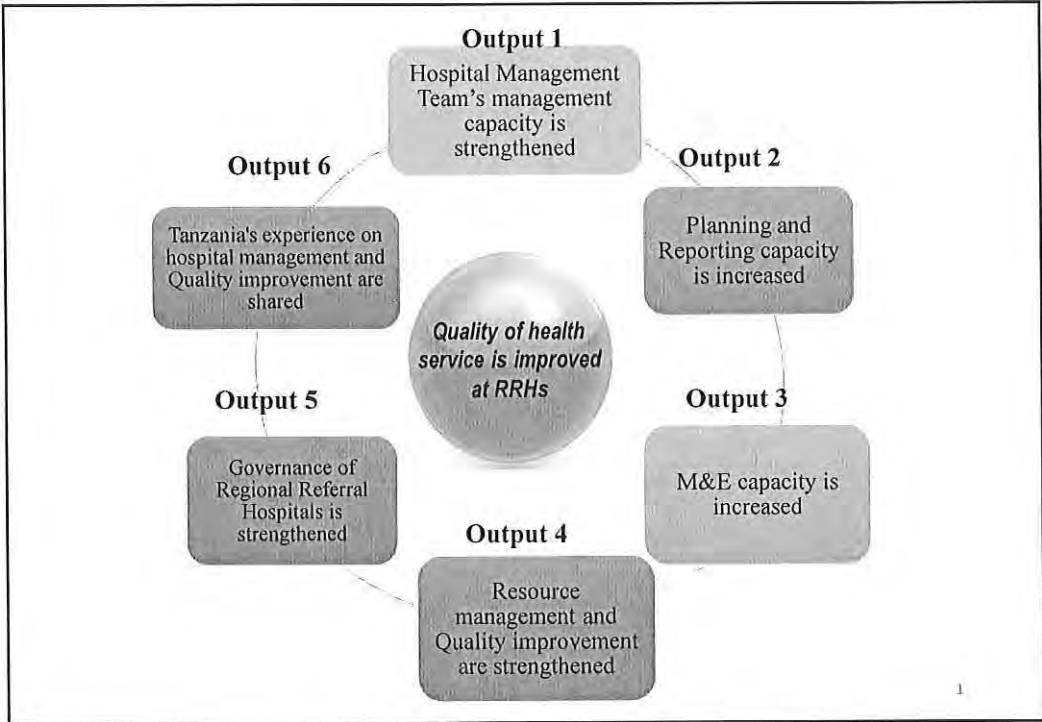 Output 1
Hospital Management
Team's management
capacity is
strengthened
Output 2
Planning and
Reporting capacity
is increased
Output 3
M&E capacity is
increased
Output 4
Resource
management and
Quality improvement
are strengthened
Output 5
Governance of
Regional Referral
Hospitals is
strengthened
Output 6
Tanzania's experience on
hospital management and
Quality improvement are
shared
Quality of health
service is improved
at RRHs
1